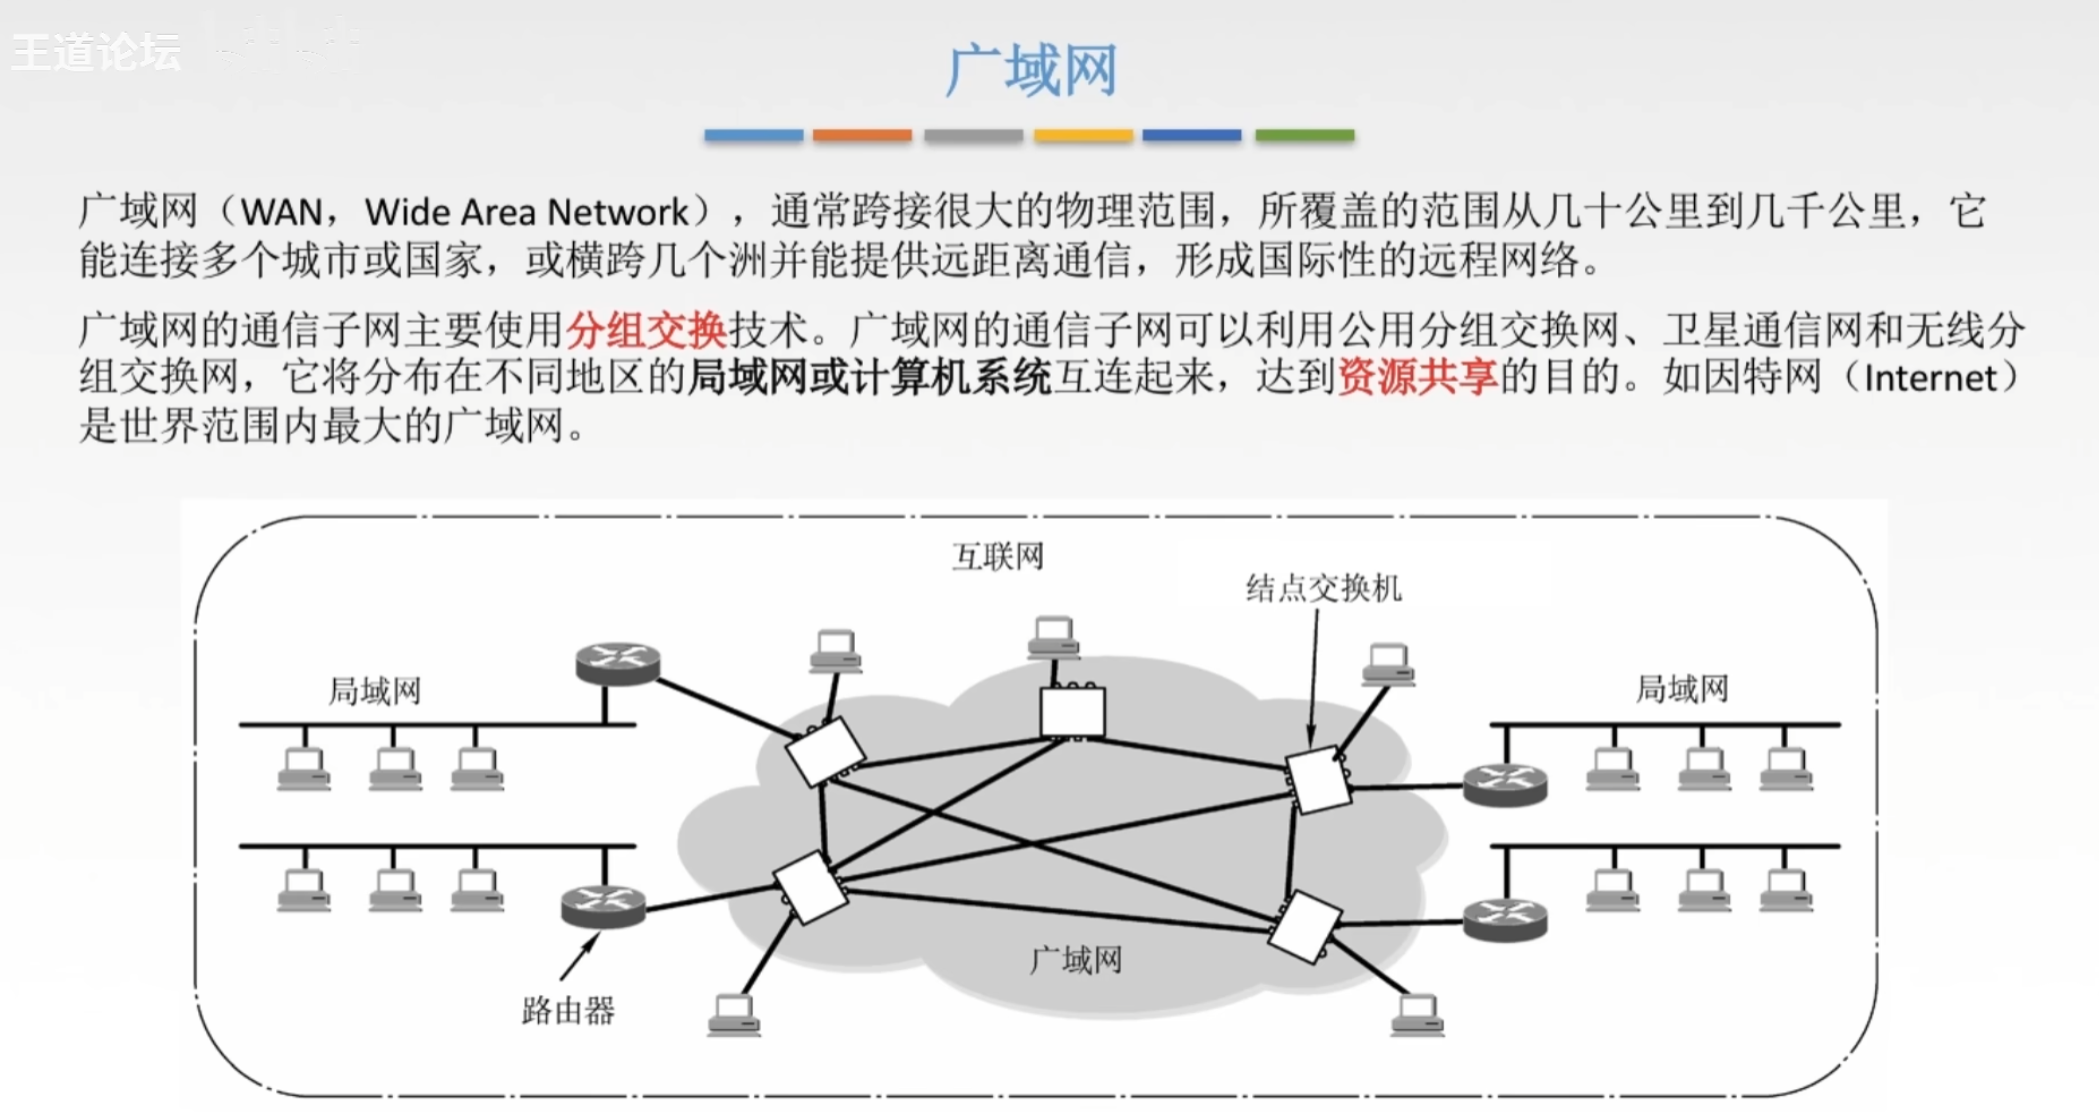 王道论坛
广域网
广域网（WAN，Wide Area Network），通常跨接很大的物理范围，所覆盖的范围从几十公里到几千公里，它
能连接多个城市或国家，或横跨几个洲并能提供远距离通信，形成国际性的远程网络。
广域网的通信子网主要使用分组交换技术。广域网的通信子网可以利用公用分组交换网、卫星通信网和无线分
组交换网，它将分布在不同地区的局域网或计算机系统互连起来，达到资源共享的目的。如因特网（Internet）
是世界范围内最大的广域网。
互联网
结点交换机
局域网
局域网
广域网
路由器